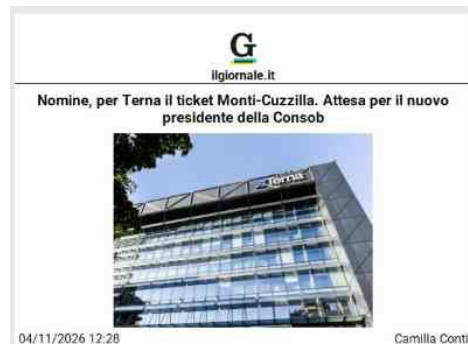 G
ilgiornale.it
Nomine, per Terna il ticket Monti-Cuzzilla. Attesa per il nuovo
presidente della Consob
Terna
04/11/2026 12:28
Camilla Conti